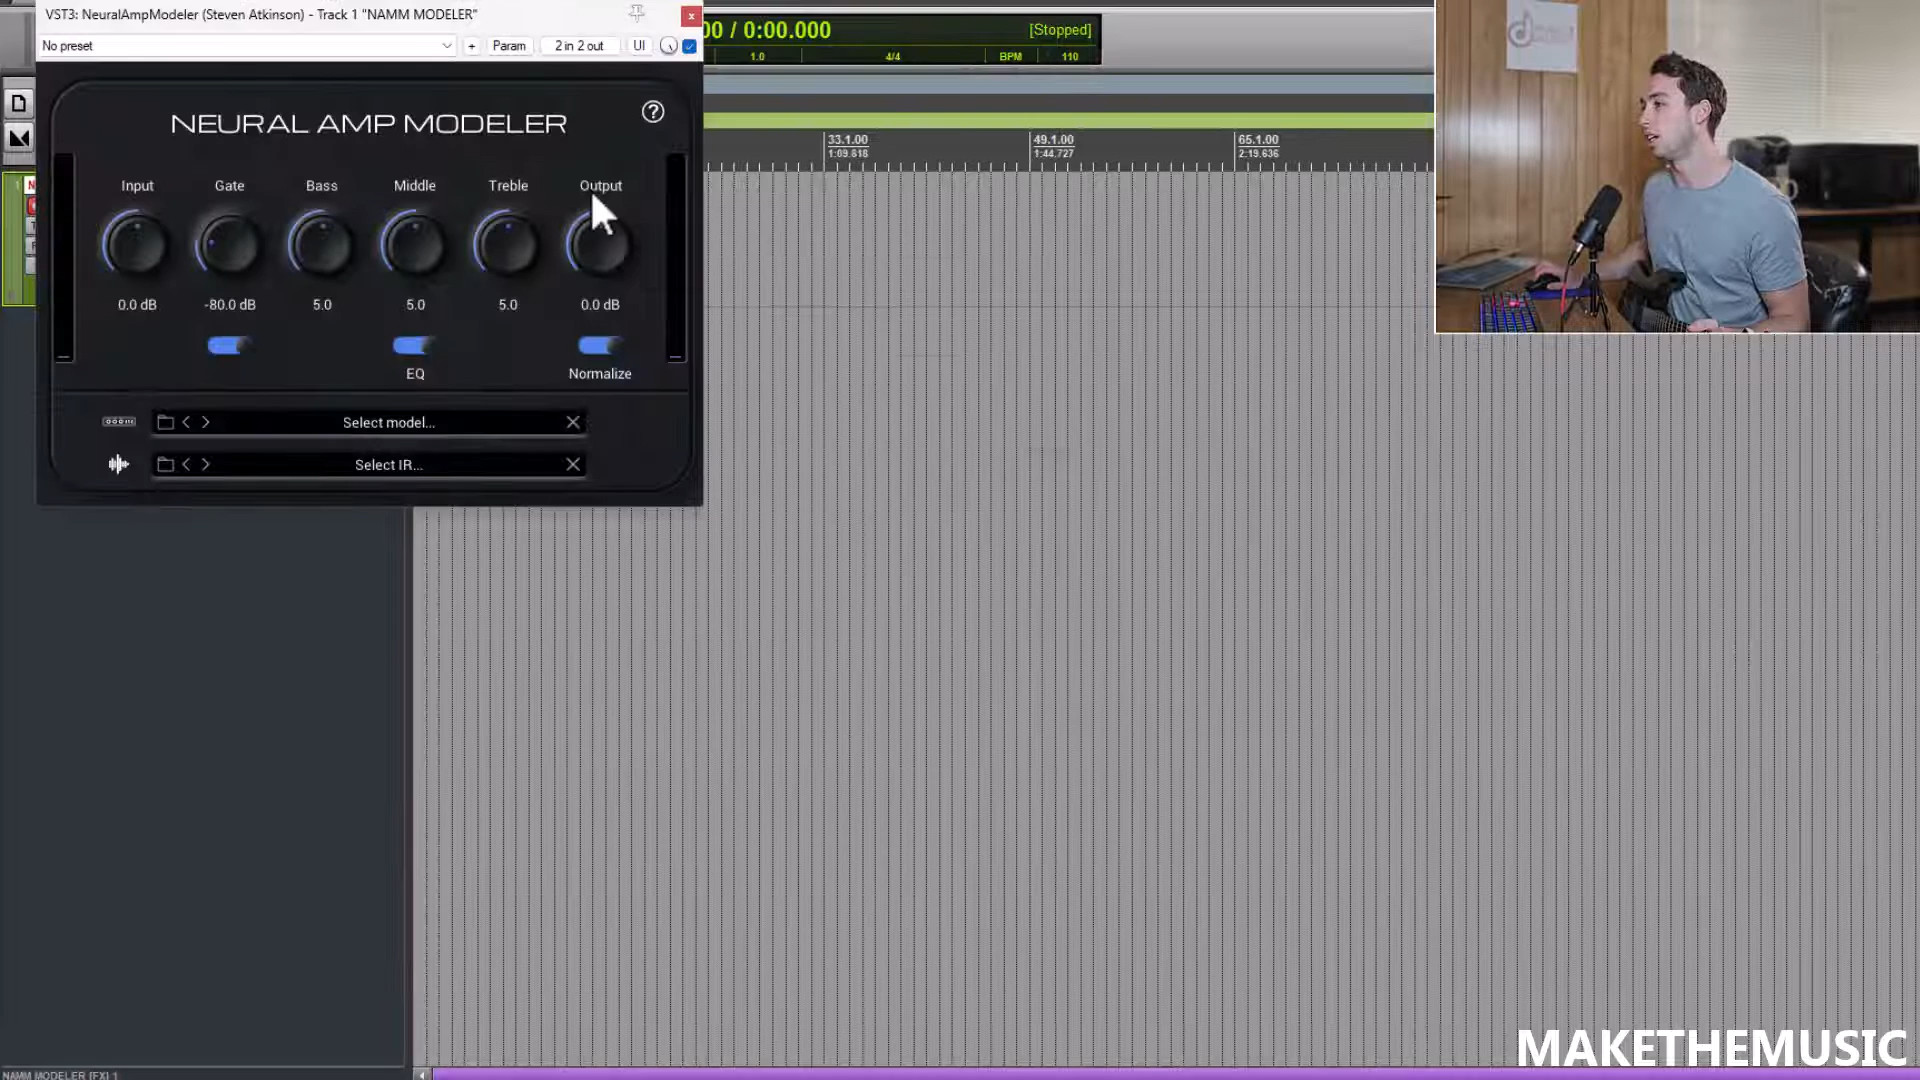 VST3: NeuralAmpModeler (Steven Atkinson) - Track 1 "NAMM MODELER"
x
No preset
+
Param
2 in 2 out
UI
00 / 0:00.000
[Stopped]
1.0
4/4
BPM
110
NEURAL AMP MODELER
?
33.1.00
1:09.818
49.1.00
1:44.727
65.1.00
2:19.636
Input
Gate
Bass
Middle
Treble
Output
0.0 dB
-80.0 dB
5.0
5.0
5.0
0.0 dB
EQ
Normalize
Select model...
Select IR...
1
NAMM MODELER [FX] 1
MAKETHEMUSIC